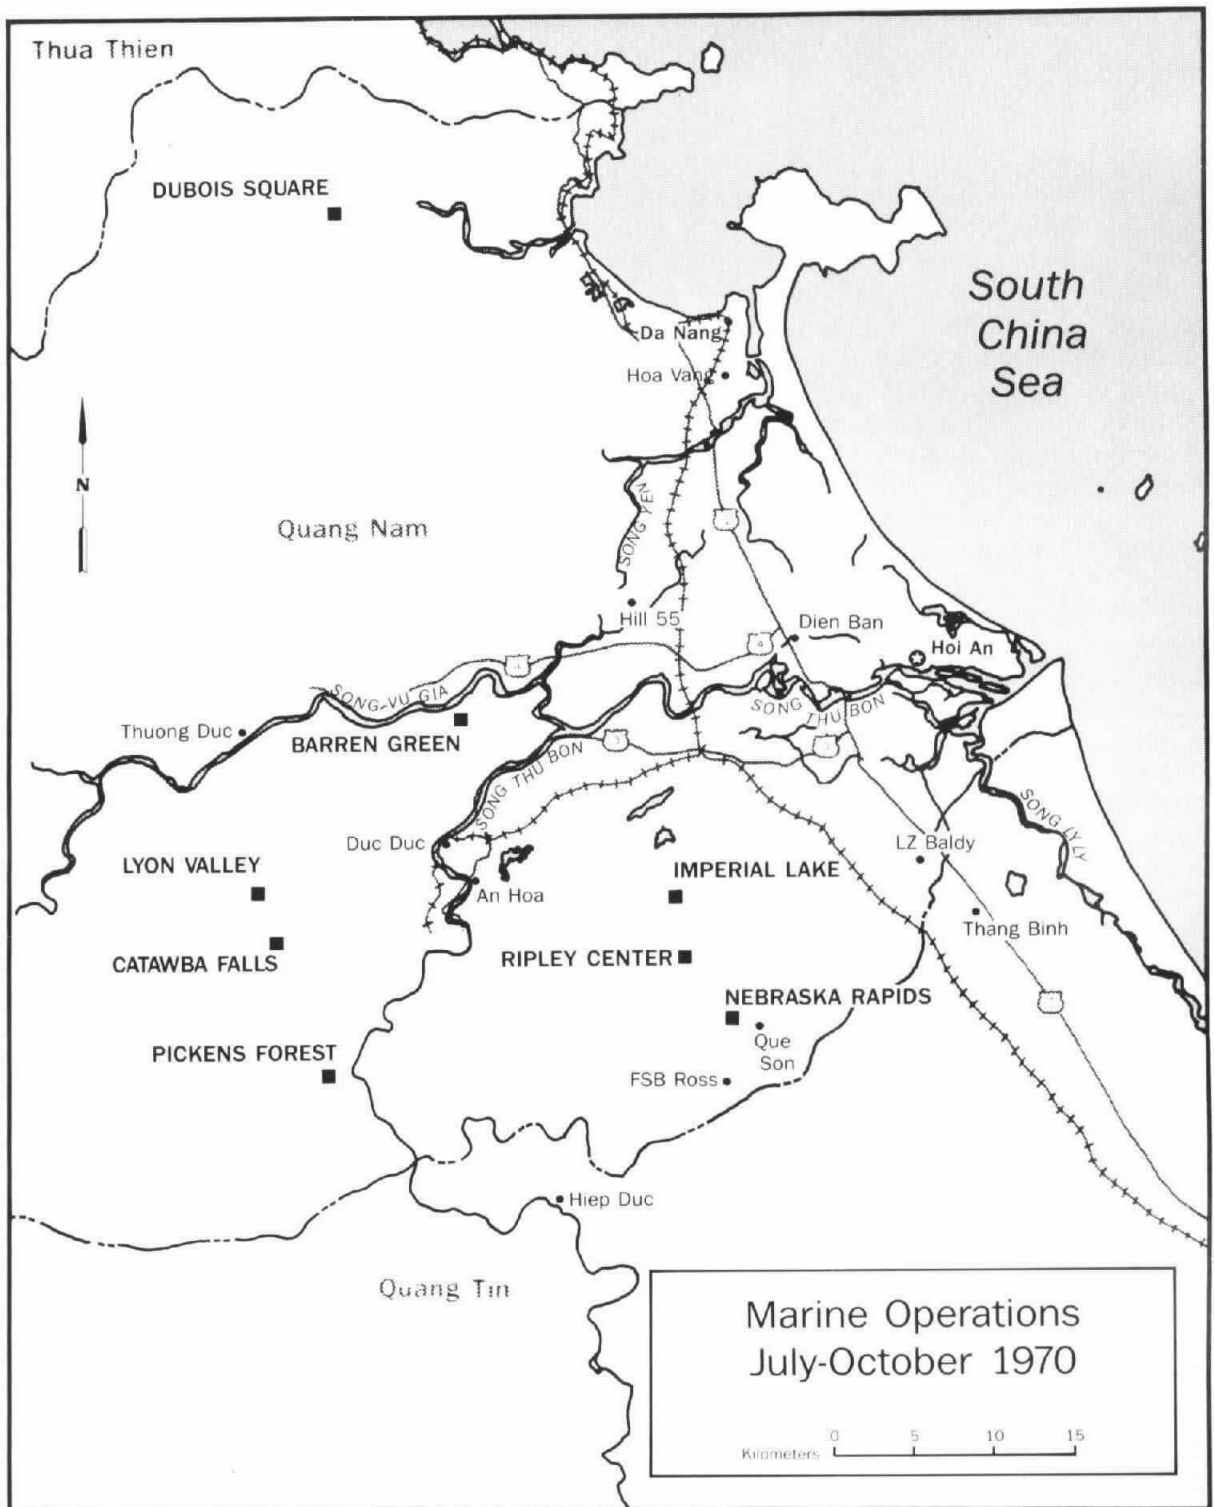 Thua Thien
DUBOIS SQUARE
South
China
Sea
Da Nang
Hoa Vang
N
Quang Nam
SONG YEN
1
Hill 55
Dien Ban
4
Hoi An
4
SONG VU GIA
SONG THU BON
Thuong Duc
BARREN GREEN
SONG THU BON
Duc Duc
SONG LY LY
LZ Baldy
LYON VALLEY
IMPERIAL LAKE
An Hoa
Thang Binh
CATAWBA FALLS
RIPLEY CENTER
NEBRASKA RAPIDS
Que
Son
PICKENS FOREST
FSB Ross
Hiep Duc
Quang Tin
Marine Operations
July-October 1970
0 5 10 15
Kilometers